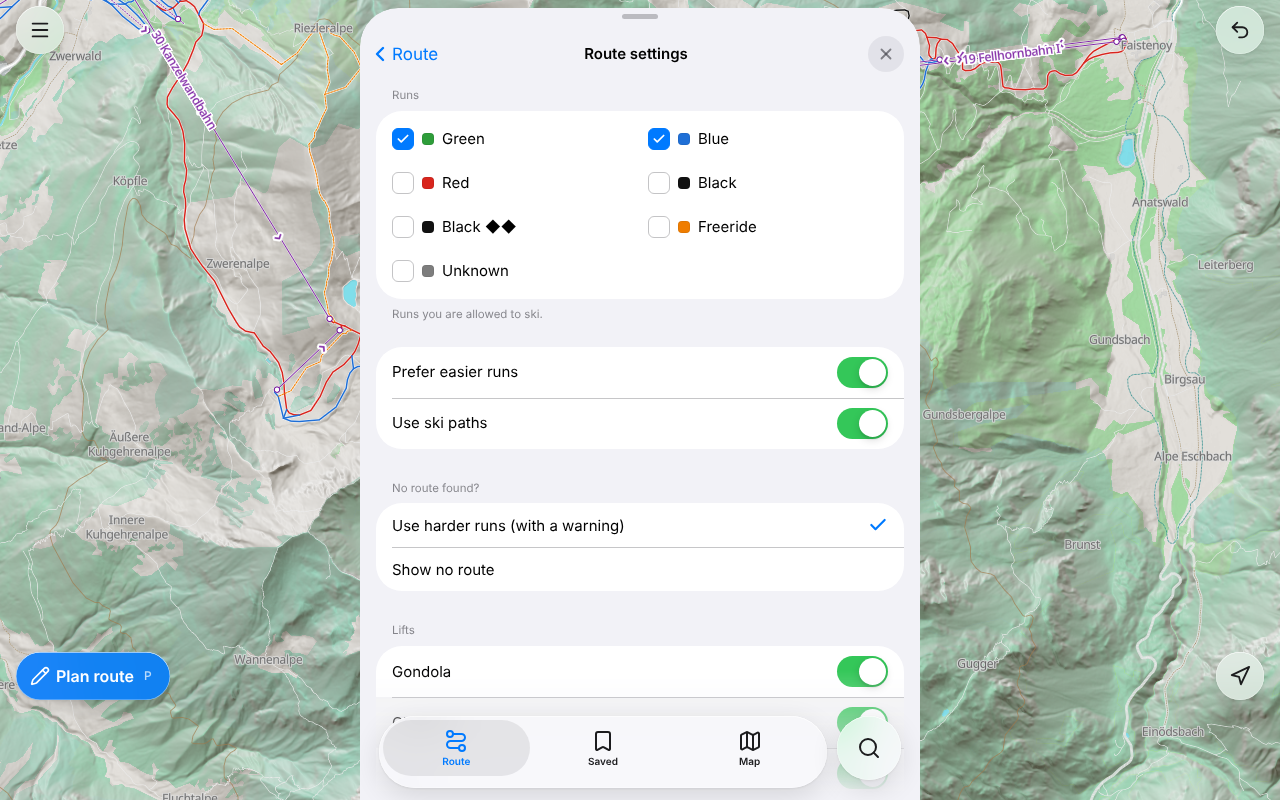 Riezleralpe
Zwerwald
30 Kanzelwandbahn
Köpfle
Zwerenalpe
Äußere
Kuhgehrenalpe
Innere
Kuhgehrenalpe
Wannenalpe
Fluchtalpe
Plan route P
Route
Route settings
Runs
Green
Blue
Red
Black
Black ◆◆
Freeride
Unknown
Runs you are allowed to ski.
Prefer easier runs
Use ski paths
No route found?
Use harder runs (with a warning)
Show no route
Lifts
Gondola
Route
Saved
Map
19 Fellhornbahn I
Faistenoy
Anatswald
Leiterberg
Gundsbach
Birgsau
Gundsbergalpe
Alpe Eschbach
Brunst
Gugger
Einödsbach